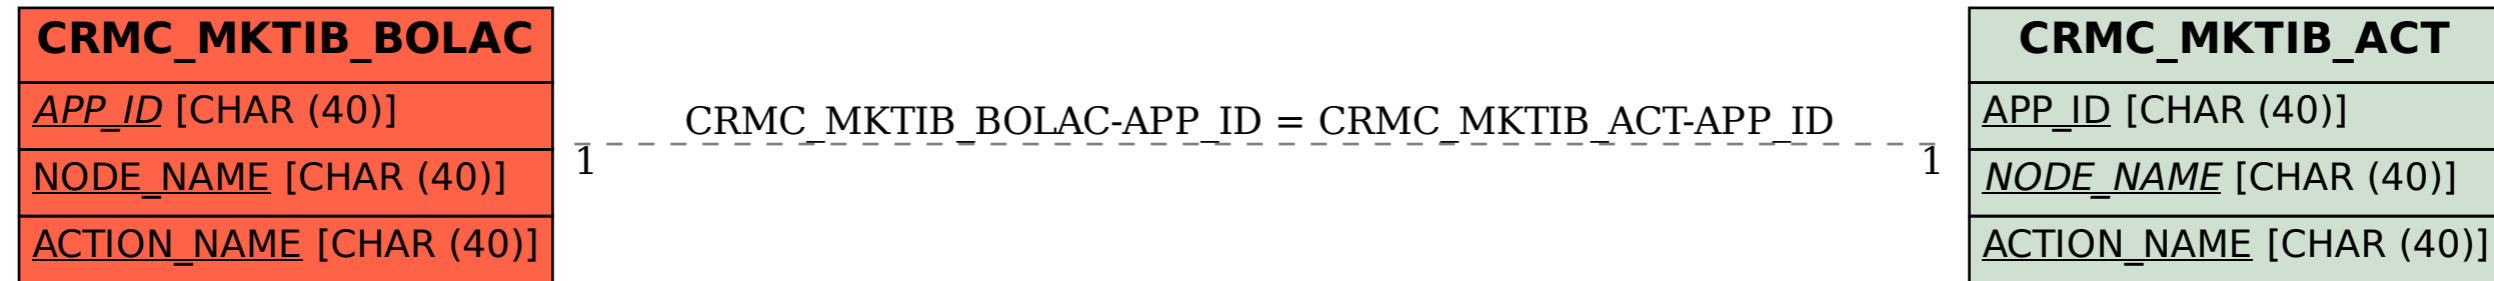 CRMC_MKTIB_BOLAC
APP_ID [CHAR (40)]
NODE_NAME [CHAR (40)]
ACTION_NAME [CHAR (40)]
CRMC_MKTIB_BOLAC-APP_ID = CRMC_MKTIB_ACT-APP_ID
1
1
CRMC_MKTIB_ACT
APP_ID [CHAR (40)]
NODE_NAME [CHAR (40)]
ACTION_NAME [CHAR (40)]